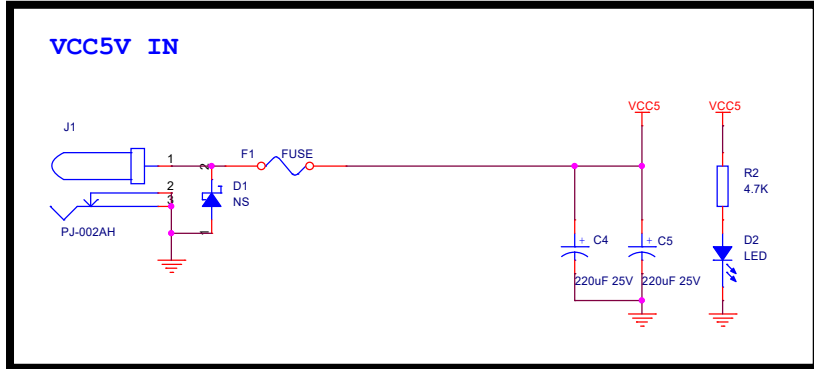 VCC5V IN
VCC5 VCC5
J1
1
2
F1 FUSE
2
3
D1
NS
R2
4.7K
PJ-002AH
1
+ C4 + C5
D2
LED
220uF 25V 220uF 25V